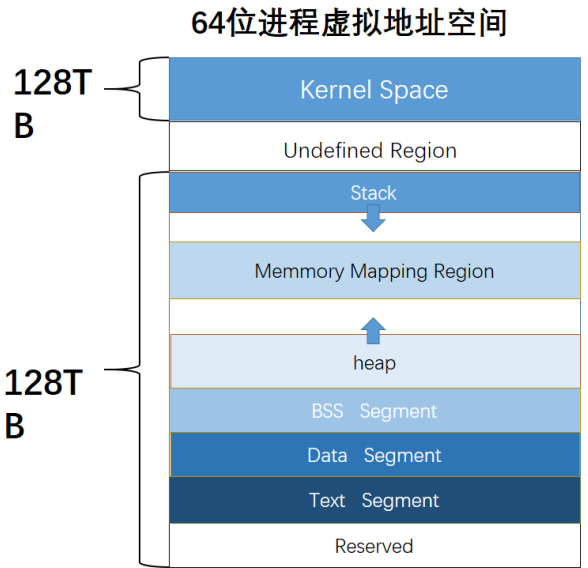 64位进程虚拟地址空间
128T
B
Kernel Space
Undefined Region
Stack
Memmory Mapping Region
heap
128T
B
BSS Segment
Data Segment
Text Segment
Reserved